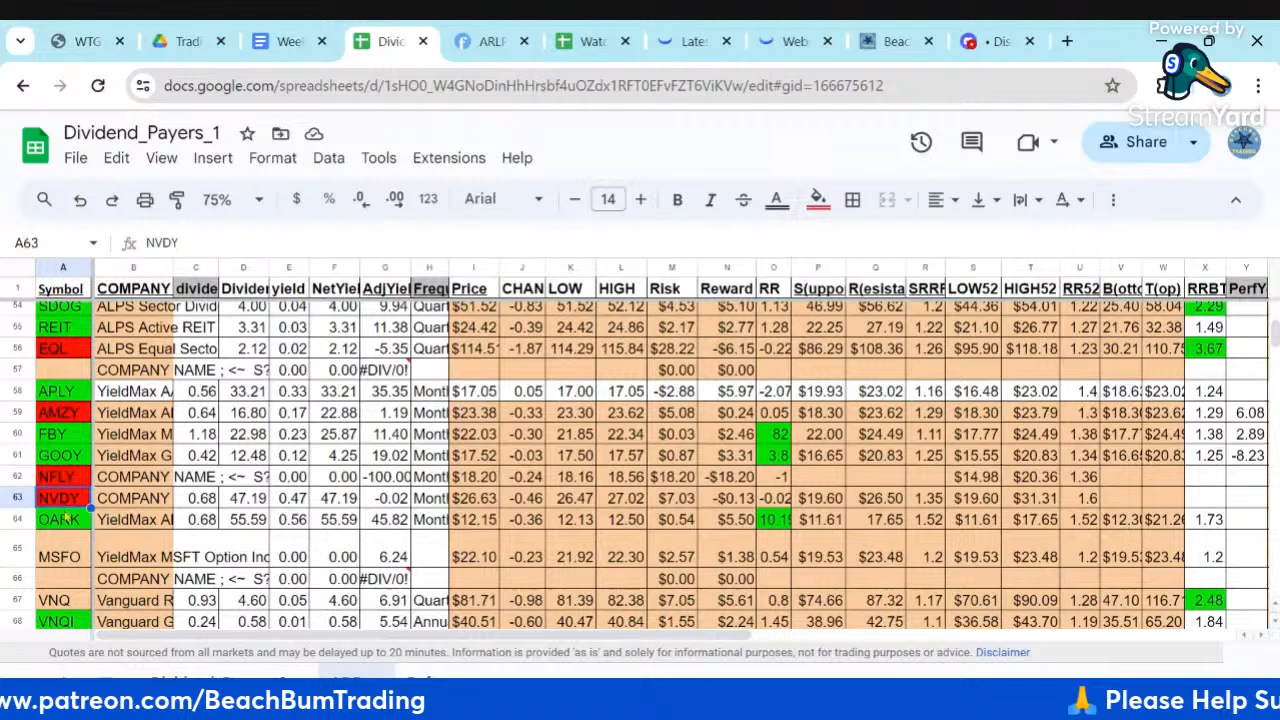 Powered by
StreamYard
WTG
Tradi
Weel
Divic
ARLI
Wato
Lates
Web
Beac
• Dis
docs.google.com/spreadsheets/d/1sHO0_W4GNoDinHhHrsbf4uOZdx1RFT0EFvFZT6ViKVw/edit#gid=166675612
Dividend_Payers_1
File Edit View Insert Format Data Tools Extensions Help
Share
75% $ % .0 .00 123 Arial 14 B I A
A63 fx NVDY
A B C D E F G H I J K L M N O P Q R S T U V W X Y
1 Symbol COMPANY divide Divider yield NetYiel AdjYiel Frequ Price CHAN LOW HIGH Risk Reward RR S(uppo R(esista SRRF LOW52 HIGH52 RR52 B(otto T(op) RRBT PerfY
54 SDOG ALPS Sector Divid 4.00 0.04 4.00 9.94 Quart $51.52 -0.83 51.52 52.12 $4.53 $5.10 1.13 46.99 $56.62 1.2 $44.36 $54.01 1.22 25.40 58.04 2.29
55 REIT ALPS Active REIT 3.31 0.03 3.31 11.38 Quart $24.42 -0.39 24.42 24.86 $2.17 $2.77 1.28 22.25 27.19 1.22 $21.10 $26.77 1.27 21.76 32.38 1.49
56 EQL ALPS Equal Secto 2.12 0.02 2.12 -5.35 Quart $114.51 -1.87 114.29 115.84 $28.22 -$6.15 -0.22 $86.29 $108.36 1.26 $95.90 $118.18 1.23 30.21 110.75 3.67
57 COMPANY NAME ; <~ S? 0.00 0.00 #DIV/0! $0.00 $0.00
58 APLY YieldMax A 0.56 33.21 0.33 33.21 35.35 Month $17.05 0.05 17.00 17.05 -$2.88 $5.97 -2.07 $19.93 $23.02 1.16 $16.48 $23.02 1.4 $18.63 $23.02 1.24
59 AMZY YieldMax Al 0.64 16.80 0.17 22.88 1.19 Month $23.38 -0.33 23.30 23.62 $5.08 $0.24 0.05 $18.30 $23.62 1.29 $18.30 $23.79 1.3 $18.30 $23.62 1.29 6.08
60 FBY YieldMax M 1.18 22.98 0.23 25.87 11.40 Month $22.03 -0.30 21.85 22.34 $0.03 $2.46 82 22.00 $24.49 1.11 $17.77 $24.49 1.38 $17.7 $24.49 1.38 2.89
61 GOOY YieldMax G 0.42 12.48 0.12 4.25 19.02 Month $17.52 -0.03 17.50 17.57 $0.87 $3.31 3.8 $16.65 $20.83 1.25 $15.55 $20.83 1.34 $16.65 $20.83 1.25 -8.23
62 NFLY COMPANY NAME ; <~ S? 0.00 0.00 -100.00 Month $18.20 -0.24 18.16 18.56 $18.20 -$18.20 -1 $14.98 $20.36 1.36
63 NVDY COMPANY 0.68 47.19 0.47 47.19 -0.02 Month -0.46 26.47 27.02 $7.03 -$0.13 -0.02 $19.60 $26.50 1.35 $19.60 $31.31 1.6
64 OARK YieldMax Al 0.68 55.59 0.56 55.59 45.82 Month $12.15 -0.36 12.13 12.50 $0.54 $5.50 10.19 $11.61 17.65 1.52 $11.61 $17.65 1.52 $12.30 $21.26 1.73
65 MSFO YieldMax MSFT Option Inc 0.00 0.00 6.24 $22.10 -0.23 21.92 22.30 $2.57 $1.38 0.54 $19.53 $23.48 1.2 $19.53 $23.48 1.2 $19.5 $23.48 1.2
66 COMPANY NAME ; <~ S? 0.00 0.00 #DIV/0! $0.00 $0.00
67 VNQ Vanguard R 0.93 4.60 0.05 4.60 6.91 Quart $81.71 -0.98 81.39 82.38 $7.05 $5.61 0.8 $74.66 87.32 1.17 $70.61 $90.09 1.28 47.10 116.7 2.48
68 VNQI Vanguard G 0.24 0.58 0.01 0.58 5.54 Annu $40.51 -0.60 40.47 40.84 $1.55 $2.24 1.45 38.96 42.75 1.1 $36.58 $43.70 1.19 35.51 65.20 1.84
Quotes are not sourced from all markets and may be delayed up to 20 minutes. Information is provided 'as is' and solely for informational purposes, not for trading purposes or advice. Disclaimer
ww.patreon.com/BeachBumTrading 🙏 Please Help Su